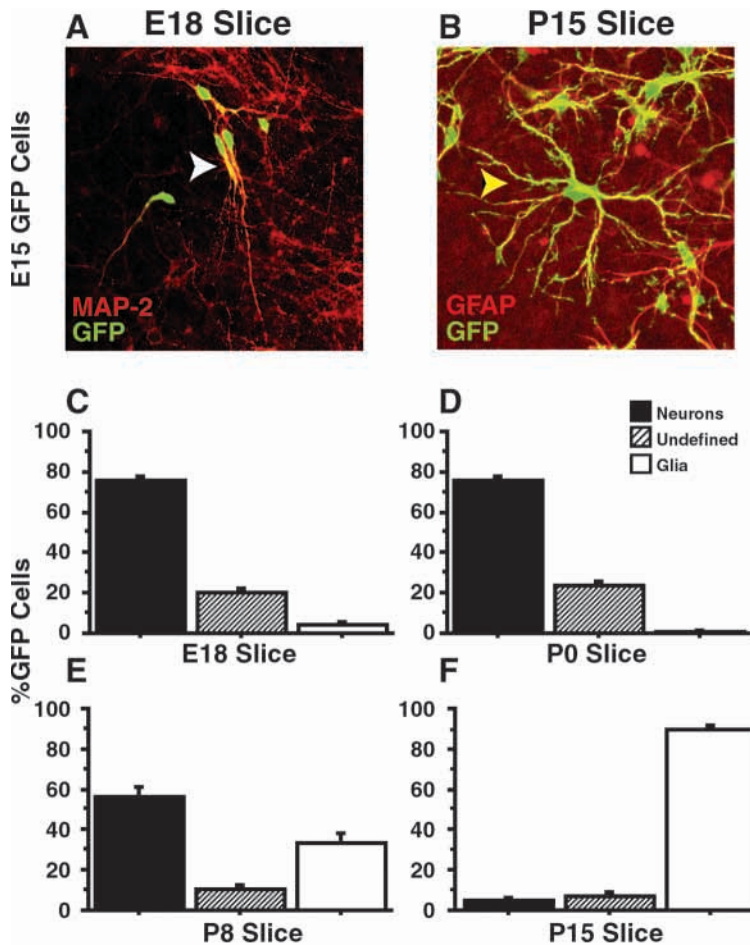 A E18 Slice
B P15 Slice
E15 GFP Cells
MAP-2
GFP
GFAP
GFP
C
D
Neurons
Undefined
Glia
%GFP Cells
100
80
60
40
20
0
E18 Slice
100
80
60
40
20
0
P0 Slice
E
F
100
80
60
40
20
0
P8 Slice
100
80
60
40
20
0
P15 Slice